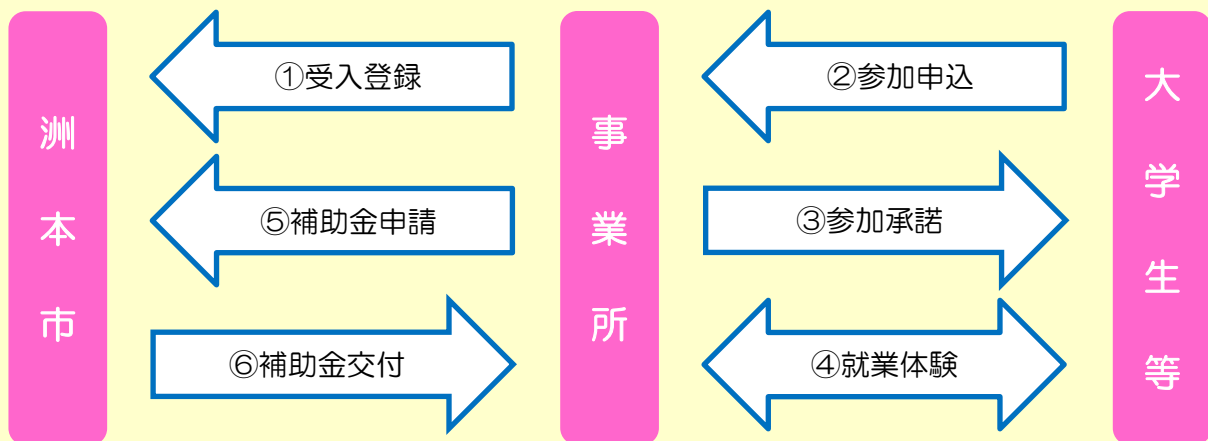 洲本市
①受入登録
⑤補助金申請
⑥補助金交付
事業所
②参加申込
③参加承諾
④就業体験
大学生等